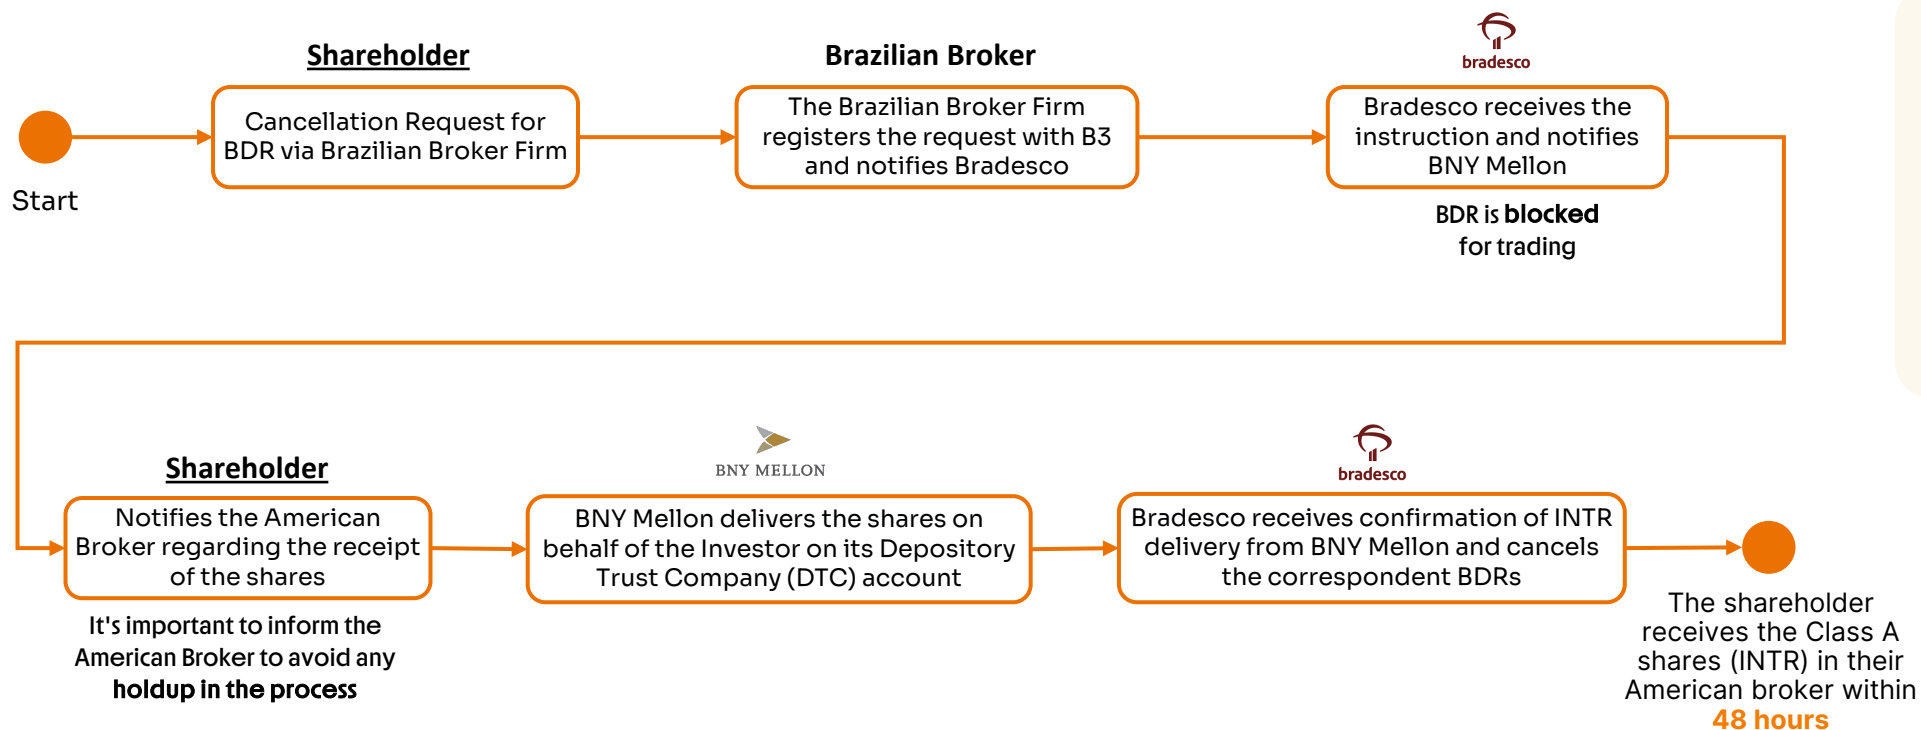 Start
Shareholder
Cancellation Request for
BDR via Brazilian Broker Firm
Brazilian Broker
The Brazilian Broker Firm
registers the request with B3
and notifies Bradesco
bradesco
Bradesco receives the
instruction and notifies
BNY Mellon
BDR is blocked
for trading
Shareholder
Notifies the American
Broker regarding the receipt
of the shares
It's important to inform the
American Broker to avoid any
holdup in the process
BNY MELLON
BNY Mellon delivers the shares on
behalf of the Investor on its Depository
Trust Company (DTC) account
bradesco
Bradesco receives confirmation of INTR
delivery from BNY Mellon and cancels
the correspondent BDRs
The shareholder
receives the Class A
shares (INTR) in their
American broker within
48 hours